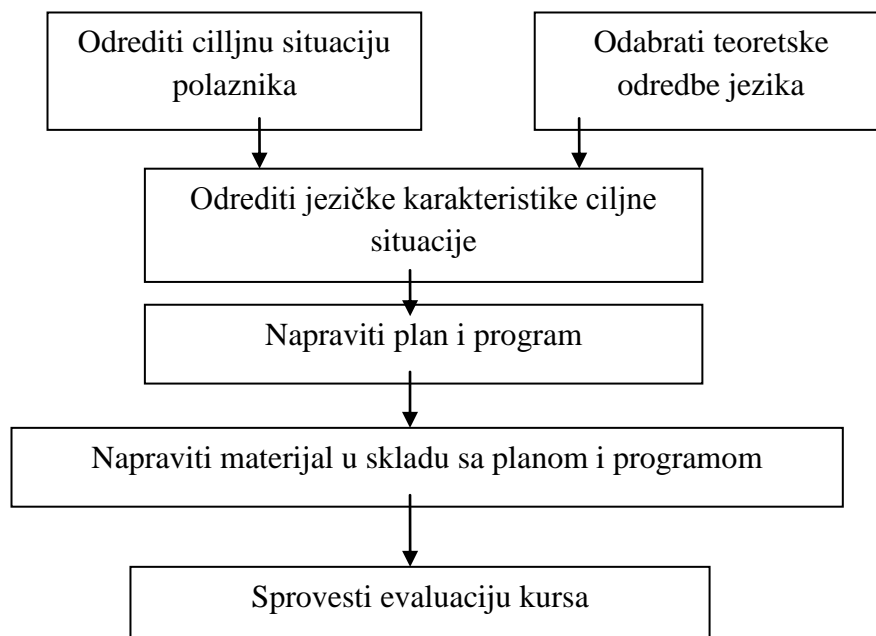 Odrediti cilljnu situaciju
polaznika
Odabrati teoretske
odredbe jezika
Odrediti jezičke karakteristike ciljne
situacije
Napraviti plan i program
Napraviti materijal u skladu sa planom i programom
Sprovesti evaluaciju kursa